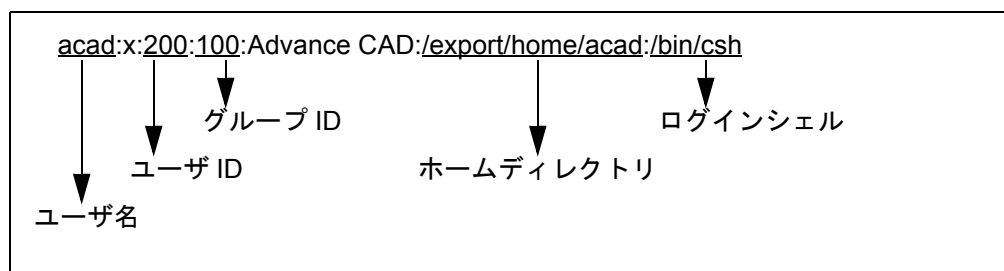 acad:x:200:100:Advance CAD:/export/home/acad:/bin/csh
グループ ID
ログインシェル
ユーザ ID
ホームディレクトリ
ユーザ名